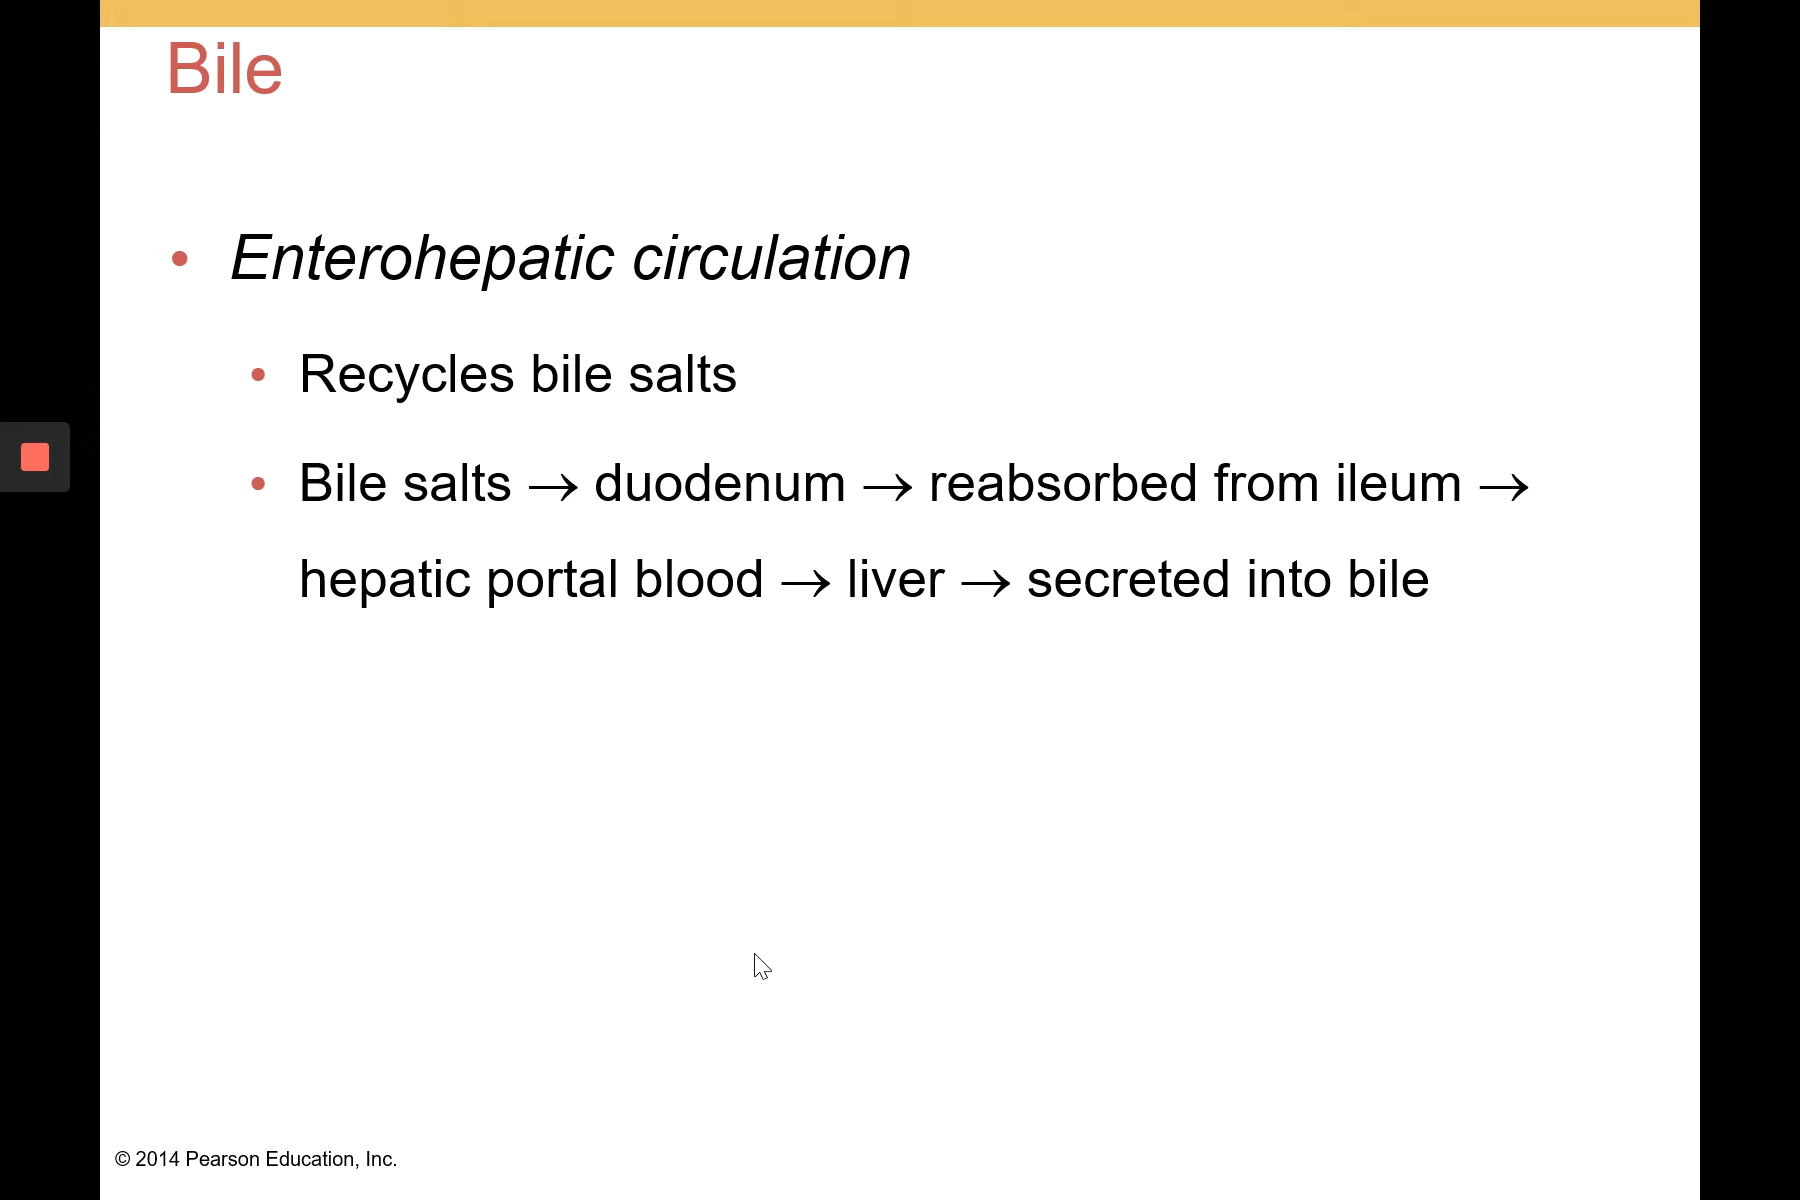 Bile
• Enterohepatic circulation
• Recycles bile salts
• Bile salts → duodenum → reabsorbed from ileum →
hepatic portal blood → liver → secreted into bile
© 2014 Pearson Education, Inc.